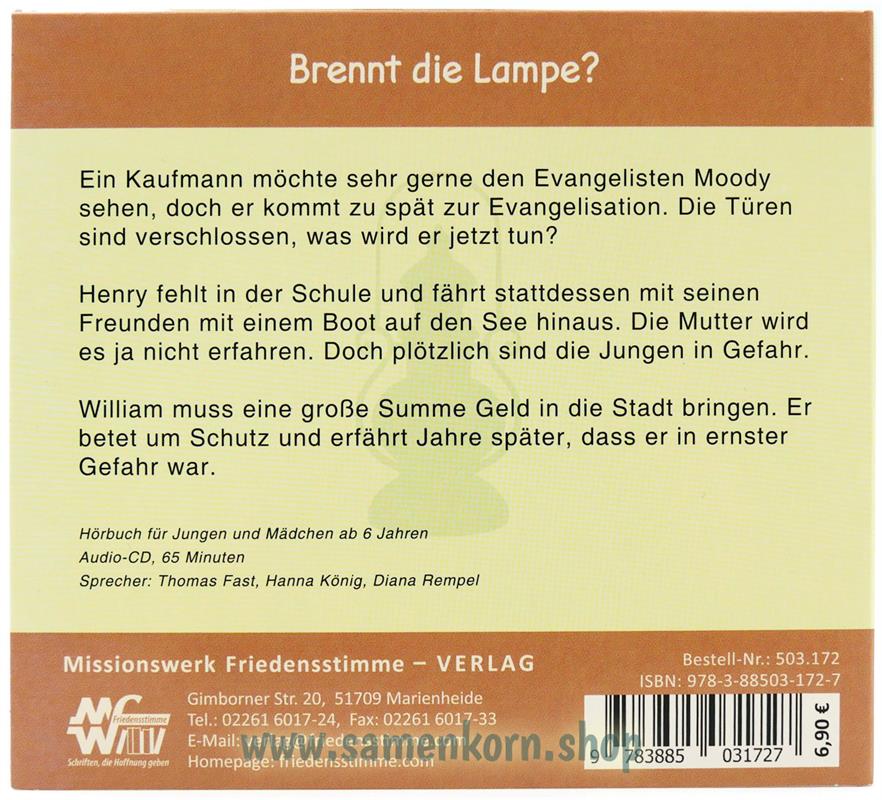 Brennt die Lampe?
Ein Kaufmann möchte sehr gerne den Evangelisten Moody
sehen, doch er kommt zu spät zur Evangelisation. Die Türen
sind verschlossen, was wird er jetzt tun?
Henry fehlt in der Schule und fährt stattdessen mit seinen
Freunden mit einem Boot auf den See hinaus. Die Mutter wird
es ja nicht erfahren. Doch plötzlich sind die Jungen in Gefahr.
William muss eine große Summe Geld in die Stadt bringen. Er
betet um Schutz und erfährt Jahre später, dass er in ernster
Gefahr war.
Hörbuch für Jungen und Mädchen ab 6 Jahren
Audio-CD, 65 Minuten
Sprecher: Thomas Fast, Hanna König, Diana Rempel
Missionswerk Friedensstimme – VERLAG
Bestell-Nr.: 503.172
ISBN: 978-3-88503-172-7
Friedensstimme
Schriften, die Hoffnung geben
Gimborner Str. 20, 51709 Marienheide
Tel.: 02261 6017-24, Fax: 02261 6017-33
E-Mail: verlag@friedensstimme.com
Homepage: friedensstimme.com
www.samenkorn.shop
9 783885 031727
6,90 €